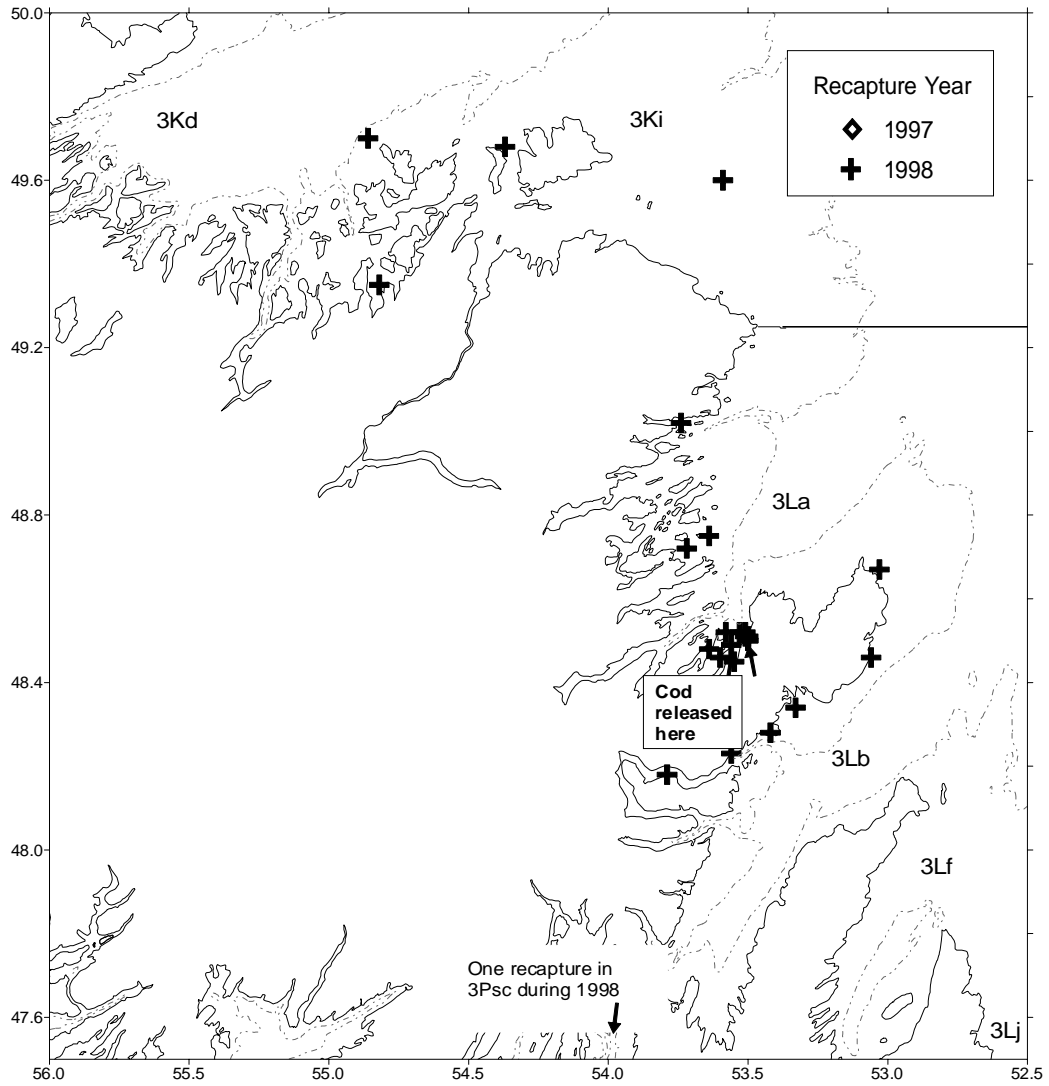 50.0
49.6
49.2
48.8
48.4
48.0
47.6
56.0 55.5 55.0 54.5 54.0 53.5 53.0 52.5
Recapture Year
1997
1998
3Kd
3Ki
3La
3Lb
3Lf
3Lj
Cod
released
here
One recapture in
3Psc during 1998